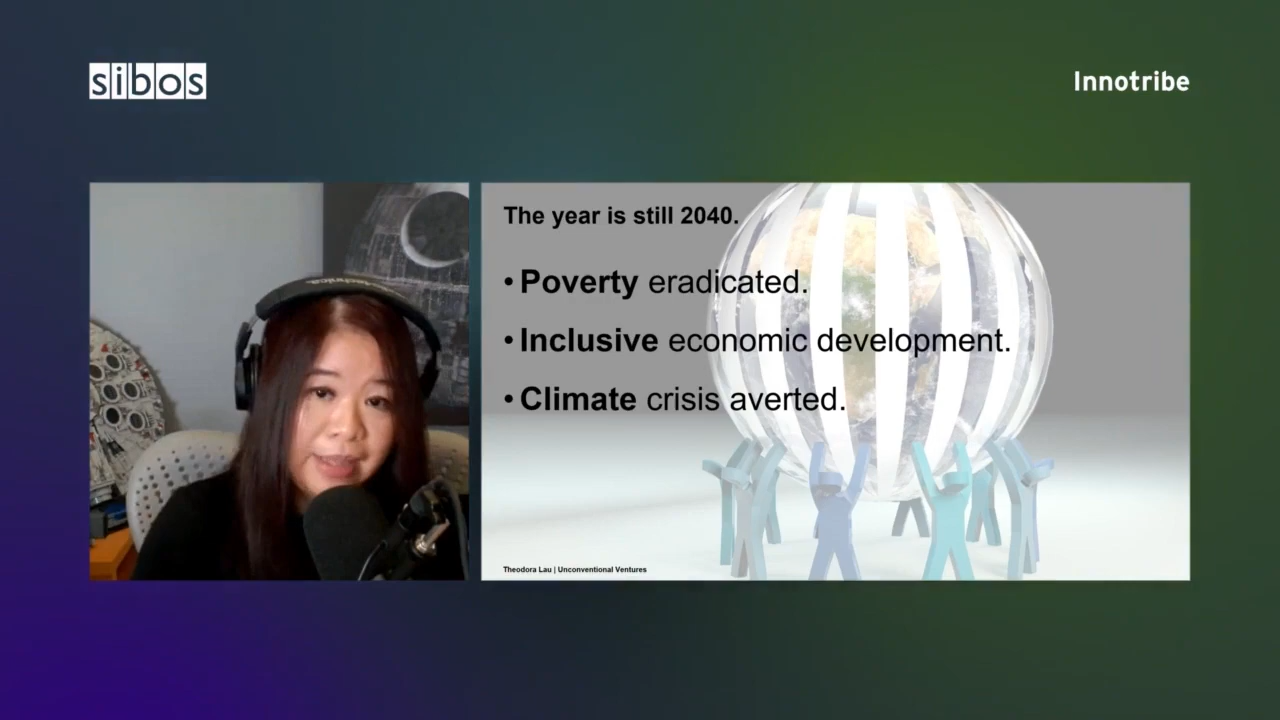 sibos
Innotribe
The year is still 2040.
• Poverty eradicated.
• Inclusive economic development.
• Climate crisis averted.
Theodora Lau | Unconventional Ventures